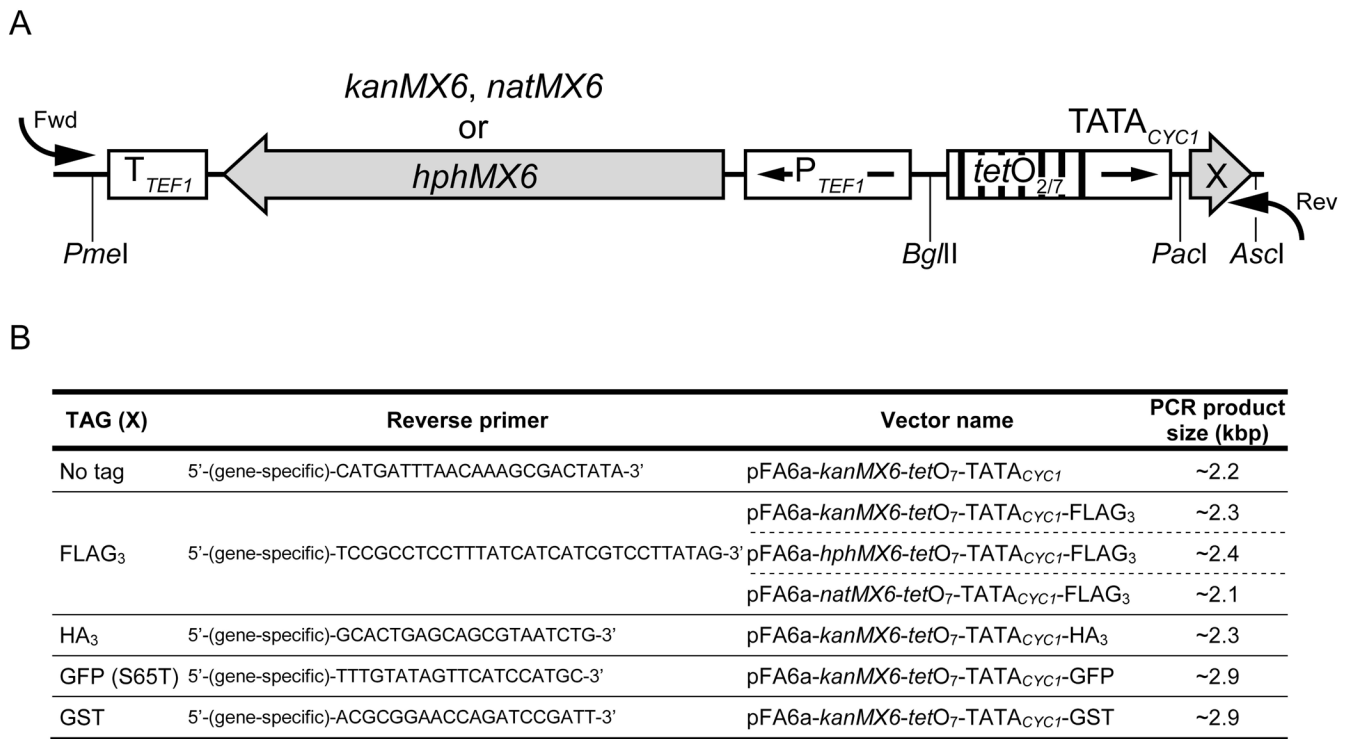 A
kanMX6, natMX6
or
hphMX6
Fwd
T TEF1
P TEF1
tetO2/7
TATA CYC1
X
Rev
PmeI
BglII
PacI
AscI
B
TAG (X) Reverse primer Vector name PCR product size (kbp)
No tag 5’-(gene-specific)-CATGATTTAACAAAGCGACTATA-3’ pFA6a-kanMX6-tetO7-TATACYC1 ~2.2
pFA6a-kanMX6-tetO7-TATACYC1-FLAG3 ~2.3
FLAG3 5’-(gene-specific)-TCCGCCTCCTTTATCATCATCGTCCTTATAG-3’ pFA6a-hphMX6-tetO7-TATACYC1-FLAG3 ~2.4
pFA6a-natMX6-tetO7-TATACYC1-FLAG3 ~2.1
HA3 5’-(gene-specific)-GCACTGAGCAGCGTAATCTG-3’ pFA6a-kanMX6-tetO7-TATACYC1-HA3 ~2.3
GFP (S65T) 5’-(gene-specific)-TTTGTATAGTTCATCCATGC-3’ pFA6a-kanMX6-tetO7-TATACYC1-GFP ~2.9
GST 5’-(gene-specific)-ACGCGGAACCAGATCCGATT-3’ pFA6a-kanMX6-tetO7-TATACYC1-GST ~2.9